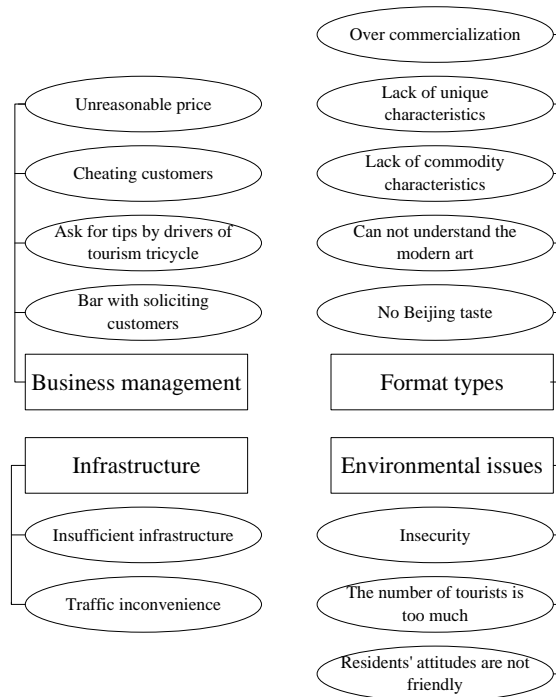 Over commercialization
Unreasonable price
Lack of unique
characteristics
Cheating customers
Lack of commodity
characteristics
Ask for tips by drivers of
tourism tricycle
Can not understand the
modern art
Bar with soliciting
customers
No Beijing taste
Business management
Format types
Infrastructure
Environmental issues
Insufficient infrastructure
Insecurity
Traffic inconvenience
The number of tourists is
too much
Residents' attitudes are not
friendly